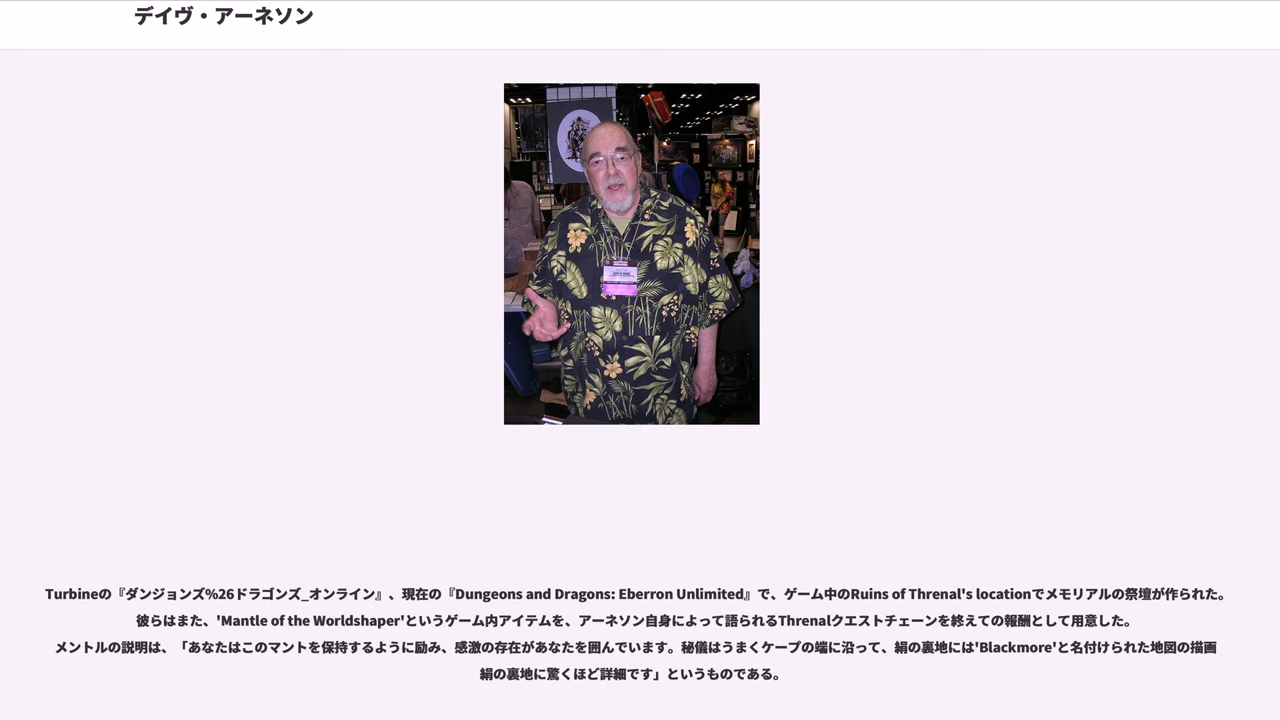 デイヴ・アーネソン
Turbineの『ダンジョンズ%26ドラゴンズ_オンライン』、現在の『Dungeons and Dragons: Eberron Unlimited』で、ゲーム中のRuins of Threnal's locationでメモリアルの祭壇が作られた。
彼らはまた、'Mantle of the Worldshaper'というゲーム内アイテムを、アーネソン自身によって語られるThrenalクエストチェーンを終えての報酬として用意した。
メントルの説明は、「あなたはこのマントを保持するように励み、感激の存在があなたを囲んでいます。秘儀はうまくケープの端に沿って、絹の裏地には'Blackmore'と名付けられた地図の描画
絹の裏地に驚くほど詳細です」というものである。